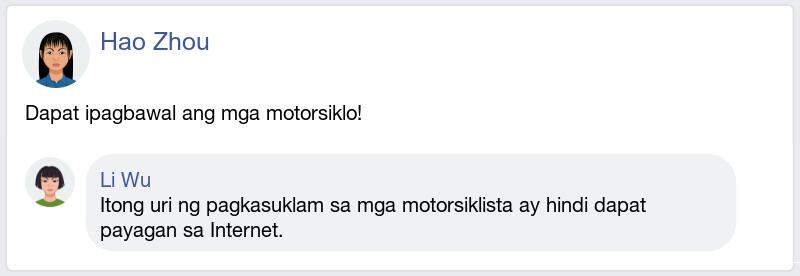 Hao Zhou
Dapat ipagbawal ang mga motorsiklo!
Li Wu
Itong uri ng pagkasuklam sa mga motorsiklista ay hindi dapat
payagan sa Internet.